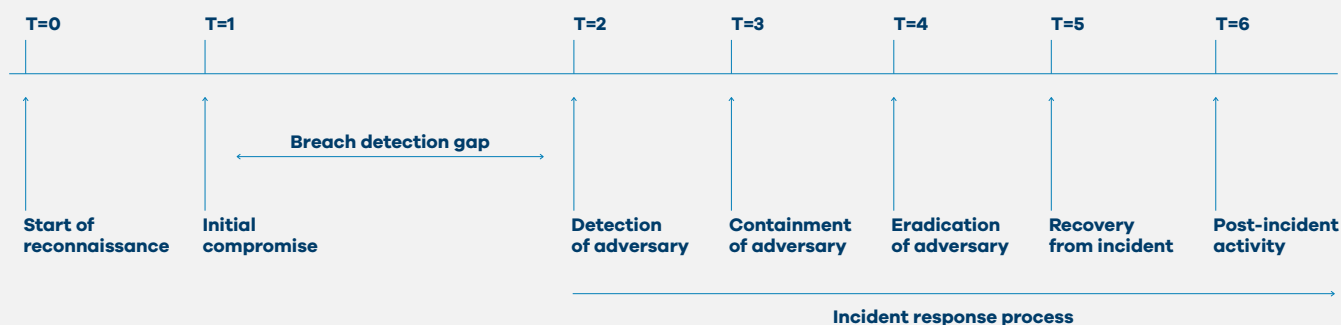 T=0 T=1 T=2 T=3 T=4 T=5 T=6
Breach detection gap
Start of reconnaissance
Initial compromise
Detection of adversary
Containment of adversary
Eradication of adversary
Recovery from incident
Post-incident activity
Incident response process